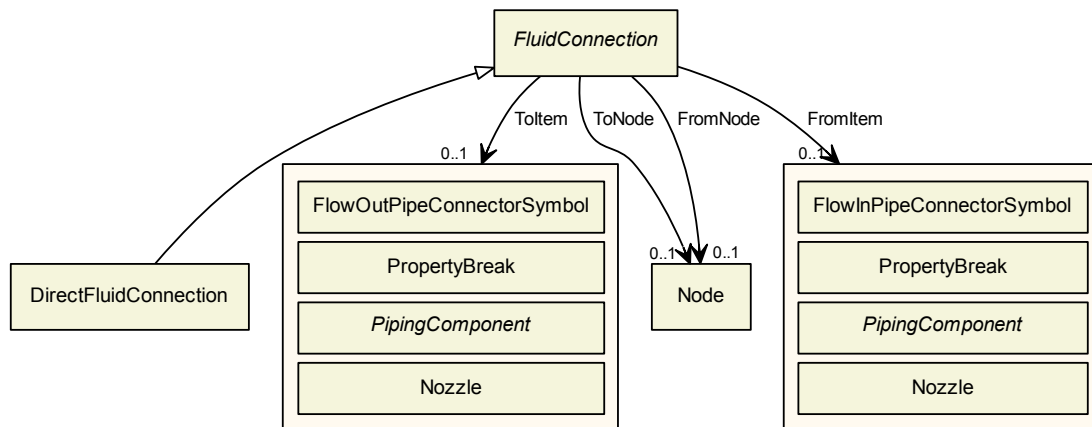 FluidConnection
ToItem
ToNode
FromNode
FromItem
0..1
0..1
FlowOutPipeConnectorSymbol
FlowInPipeConnectorSymbol
0..1
0..1
DirectFluidConnection
PropertyBreak
Node
PropertyBreak
PipingComponent
PipingComponent
Nozzle
Nozzle